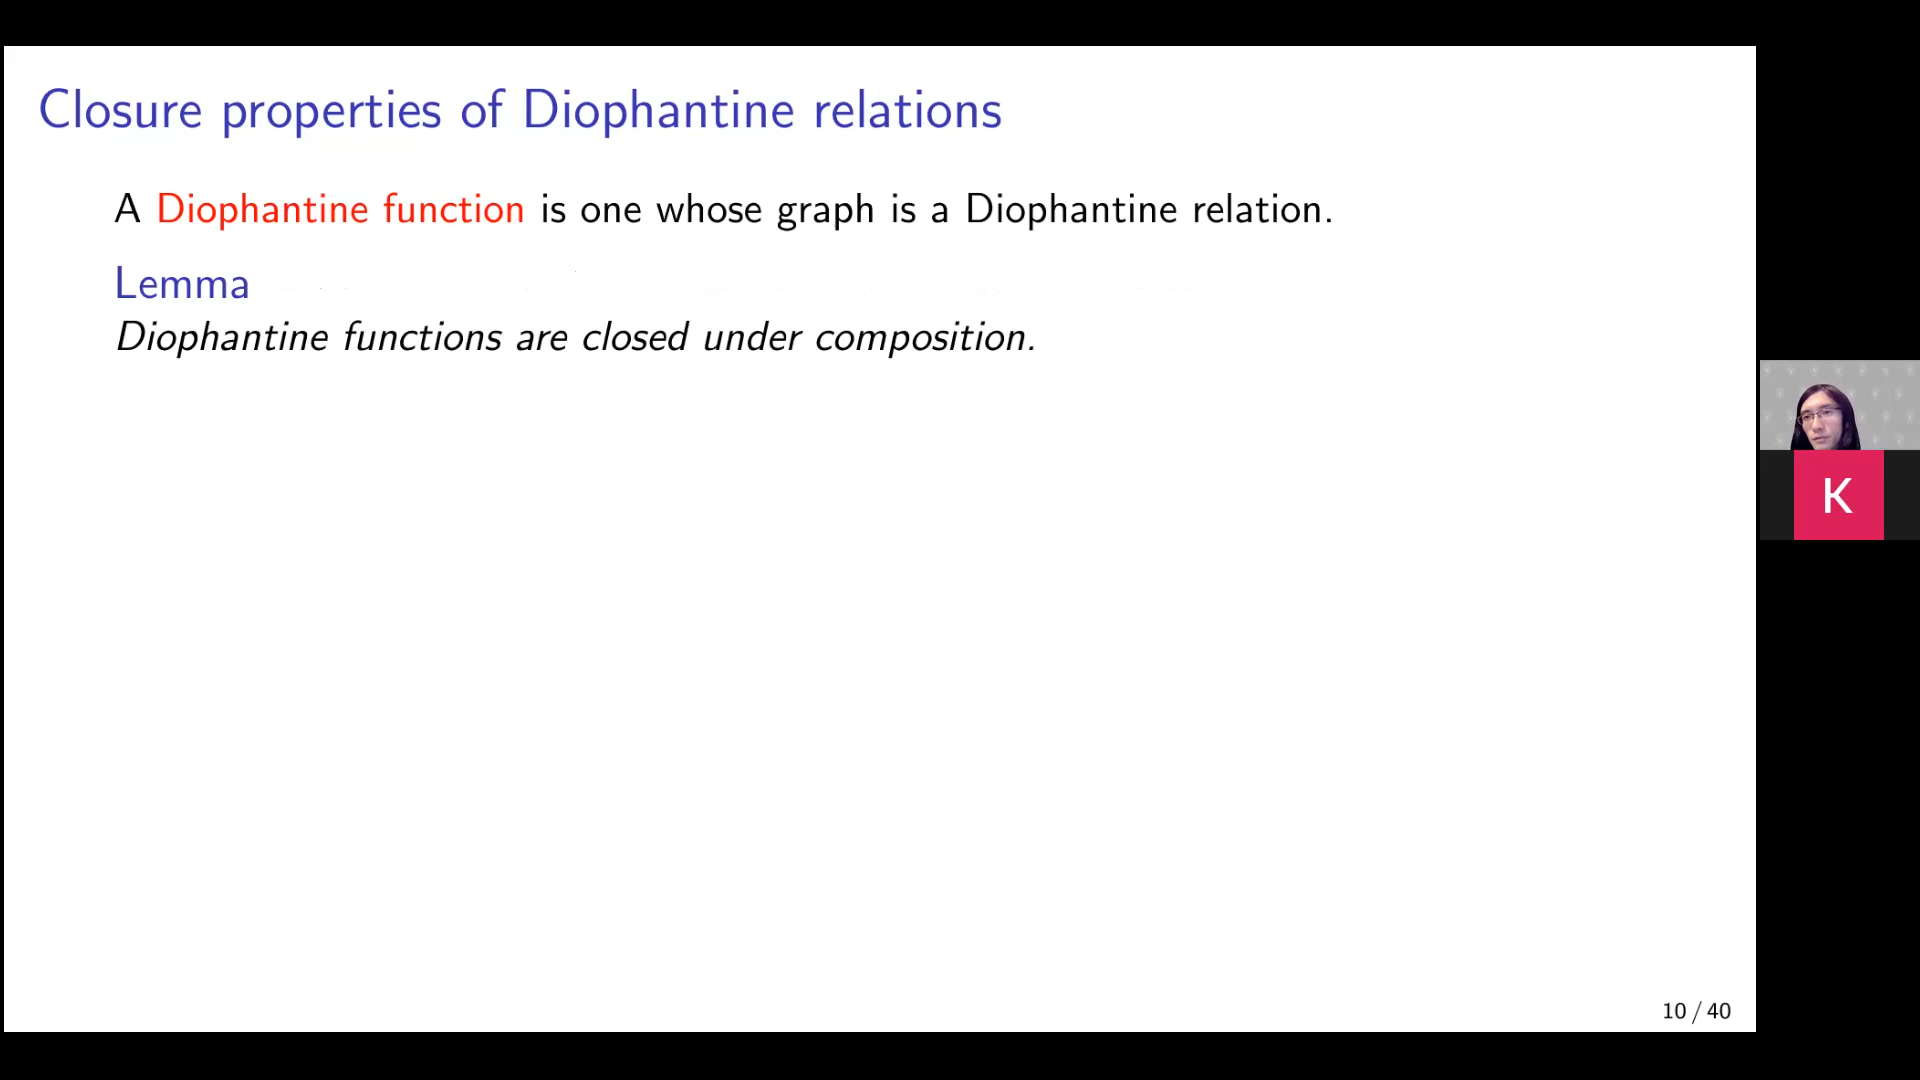 Closure properties of Diophantine relations
A Diophantine function is one whose graph is a Diophantine relation.
Lemma
Diophantine functions are closed under composition.
K
10 / 40